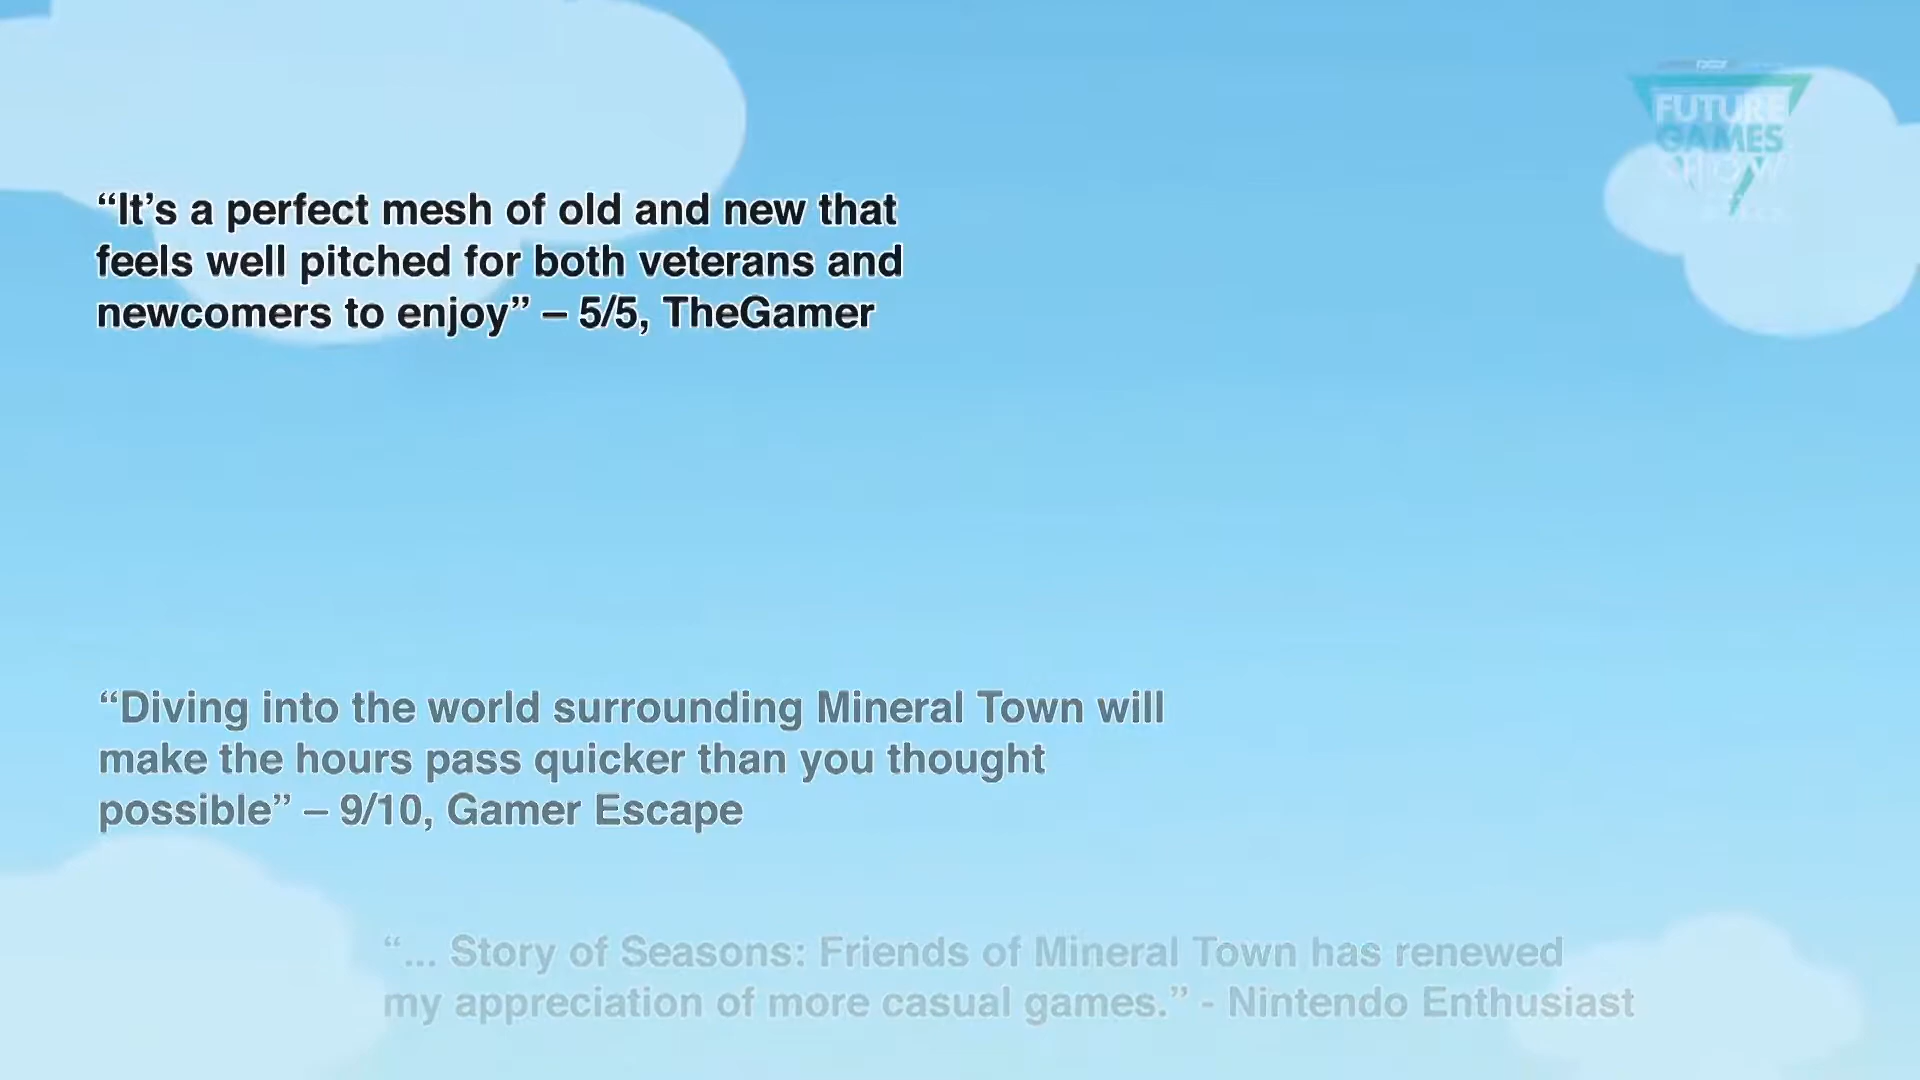 FUTURE
GAMES
SHOW
“It’s a perfect mesh of old and new that
feels well pitched for both veterans and
newcomers to enjoy” – 5/5, TheGamer
“Diving into the world surrounding Mineral Town will
make the hours pass quicker than you thought
possible” – 9/10, Gamer Escape
“... Story of Seasons: Friends of Mineral Town has renewed
my appreciation of more casual games.” - Nintendo Enthusiast